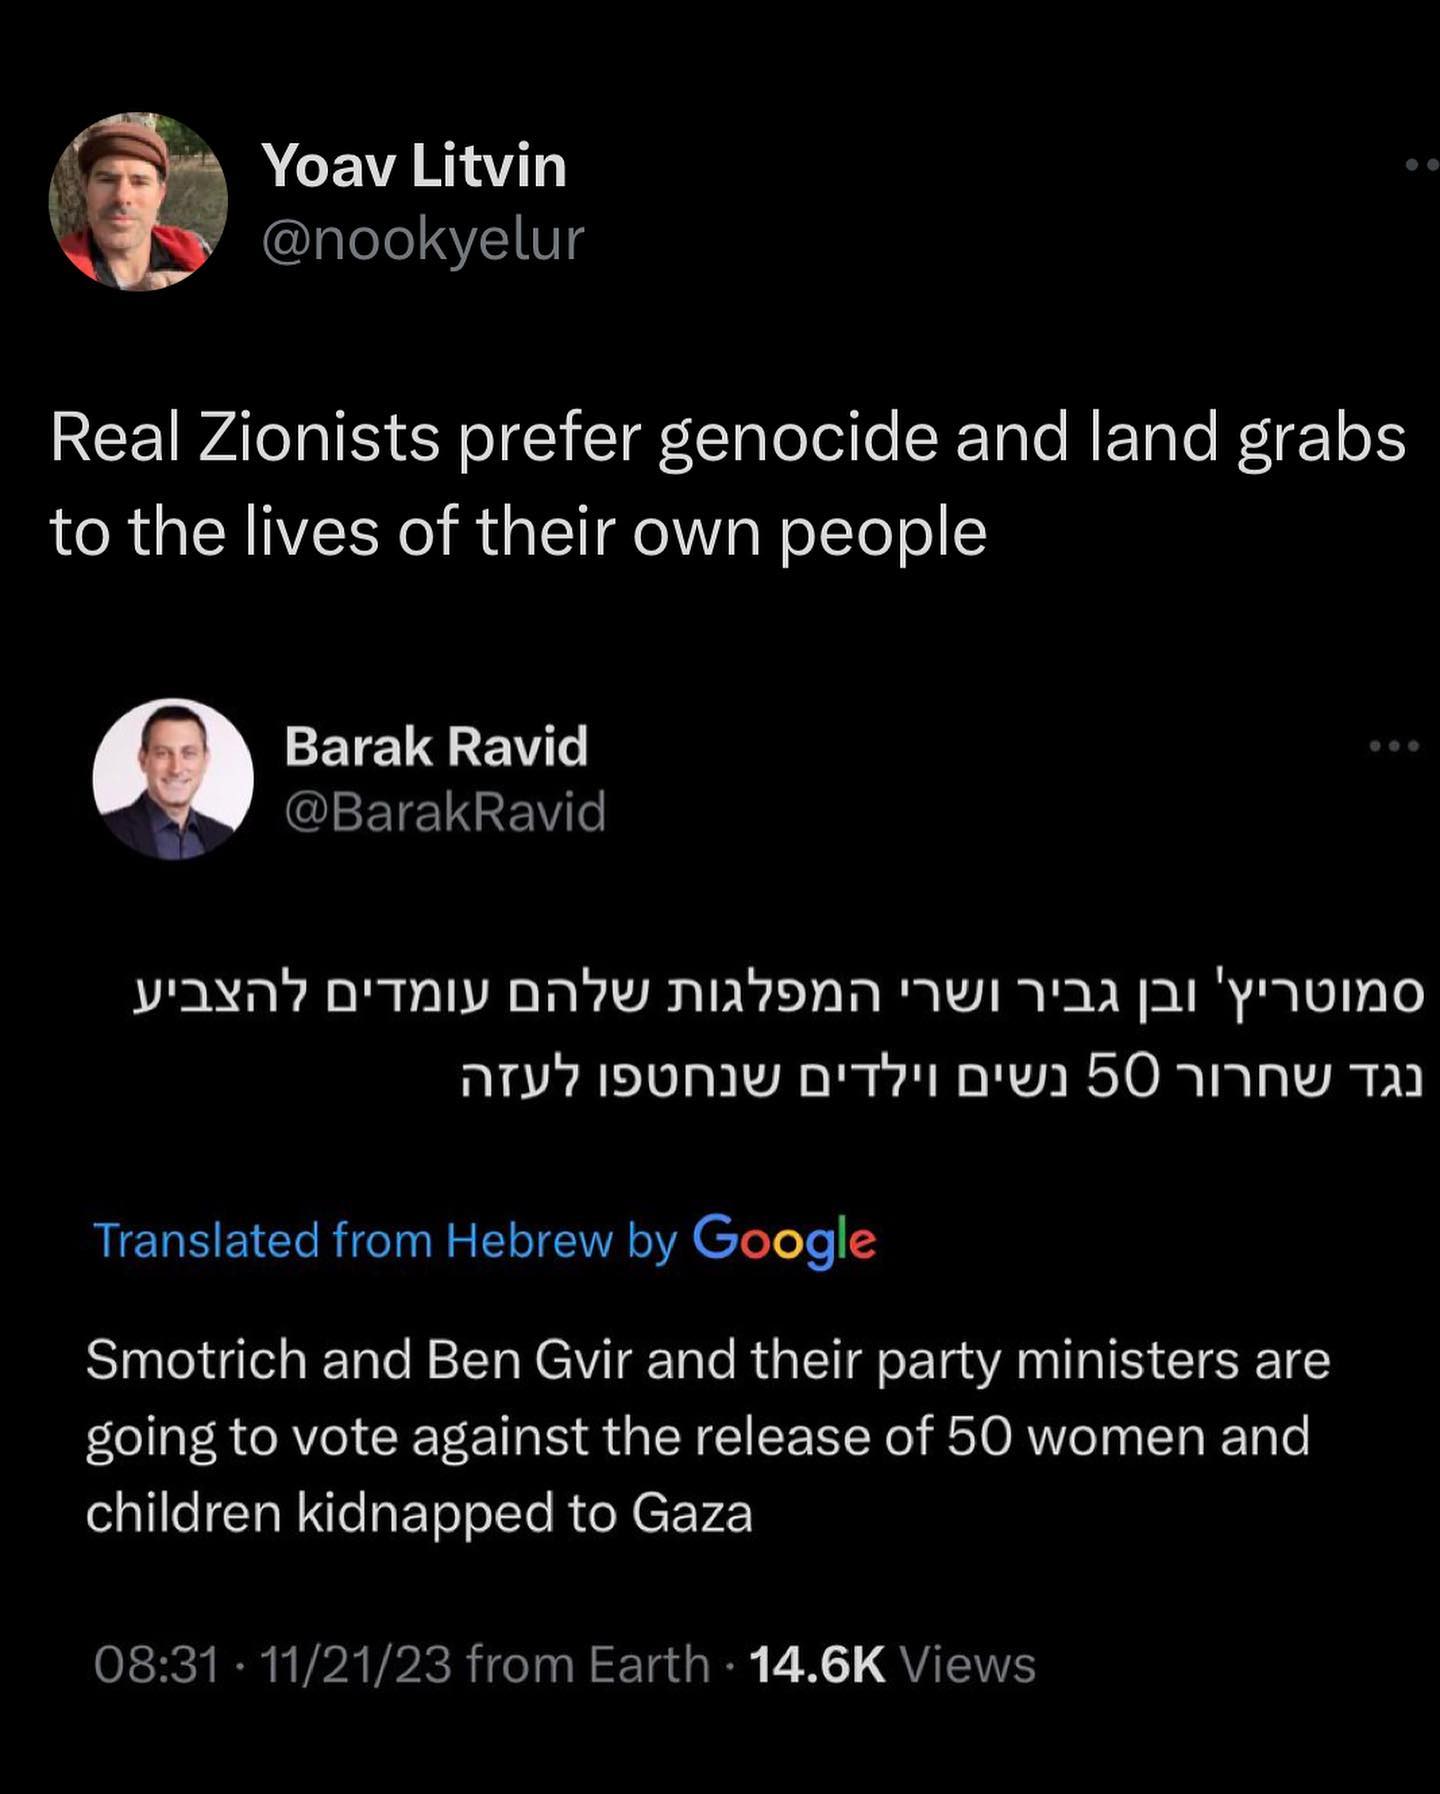 Yoav Litvin
@nookyelur
Real Zionists prefer genocide and land grabs
to the lives of their own people
Barak Ravid
@BarakRavid
סמוטריץ' ובן גביר ושרי המפלגות שלהם עומדים להצביע
נגד שחרור 50 נשים וילדים שנחטפו לעזה
Translated from Hebrew by Google
Smotrich and Ben Gvir and their party ministers are
going to vote against the release of 50 women and
children kidnapped to Gaza
08:31 · 11/21/23 from Earth · 14.6K Views